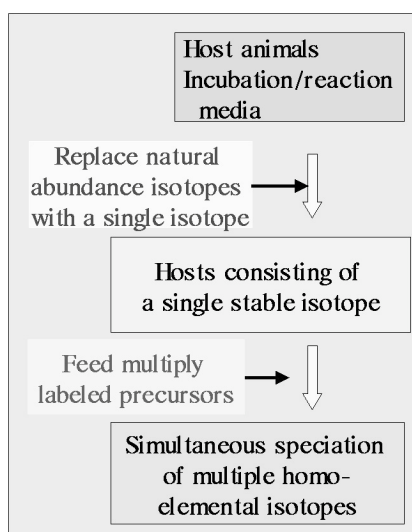 Host animals
Incubation/reaction
media
Replace natural
abundance isotopes
with a single isotope
Hosts consisting of
a single stable isotope
Feed multiply
labeled precursors
Simultaneous speciation
of multiple homo-
elemental isotopes